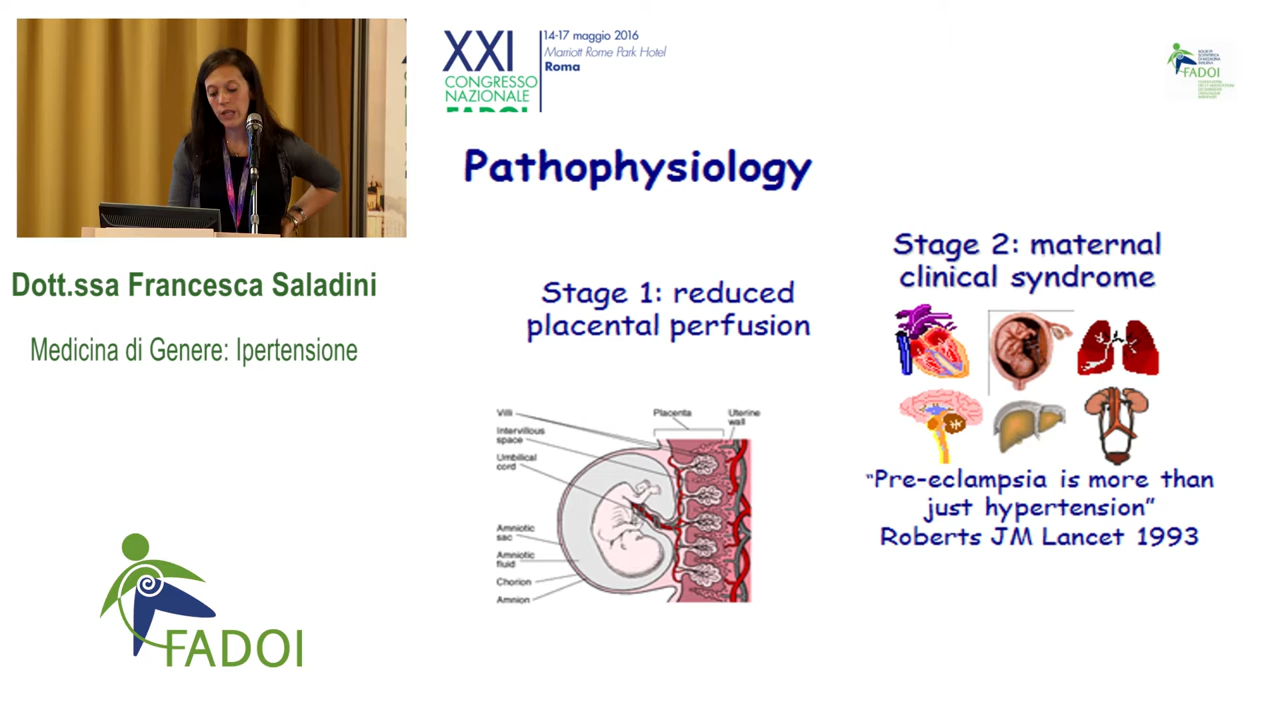 XXI
CONGRESSO
NAZIONALE
FADOI
14-17 maggio 2016
Marriott Rome Park Hotel
Roma
FADOI
Pathophysiology
Dott.ssa Francesca Saladini
Medicina di Genere: Ipertensione
Stage 1: reduced
placental perfusion
Villi
Intervillous
space
Umbilical
cord
Placenta
Uterine
wall
Amniotic
sac
Amniotic
fluid
Chorion
Amnion
Stage 2: maternal
clinical syndrome
"Pre-eclampsia is more than
just hypertension”
Roberts JM Lancet 1993
FADOI